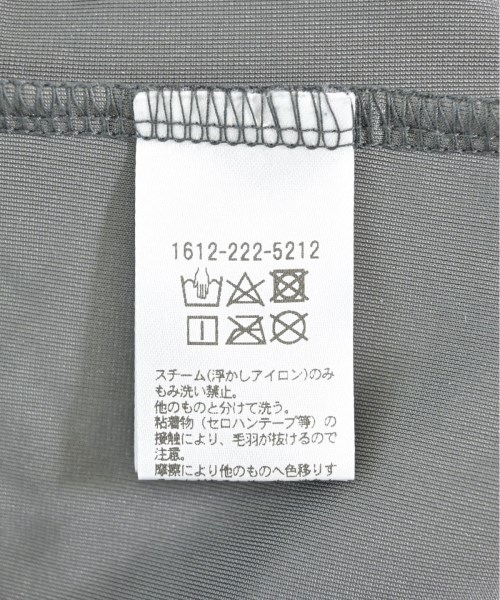 1612-222-5212
スチーム(浮かしアイロン)のみ
もみ洗い禁止。
他のものと分けて洗う。
粘着物（セロハンテープ等）の
接触により、毛羽が抜けるので
注意。
摩擦により他のものへ色移りす